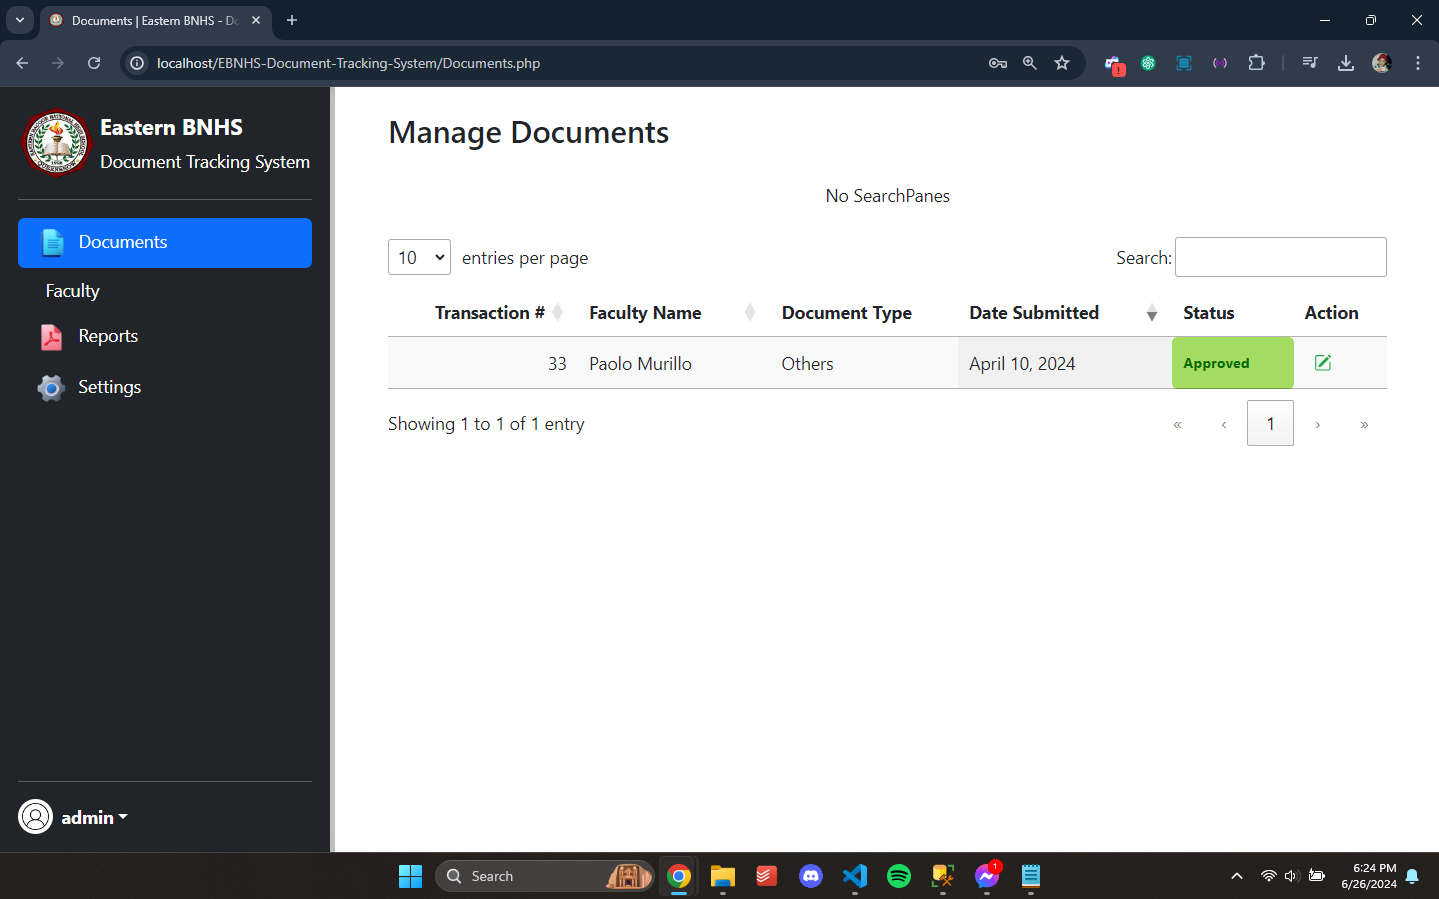 Documents | Eastern BNHS - Do
localhost/EBNHS-Document-Tracking-System/Documents.php
Eastern BNHS
Document Tracking System
Documents
Faculty
Reports
Settings
admin
Manage Documents
No SearchPanes
10 entries per page
Search:
Transaction # Faculty Name Document Type Date Submitted Status Action
33 Paolo Murillo Others April 10, 2024 Approved
Showing 1 to 1 of 1 entry
« ‹ 1 › »
Search
1
6:24 PM
6/26/2024